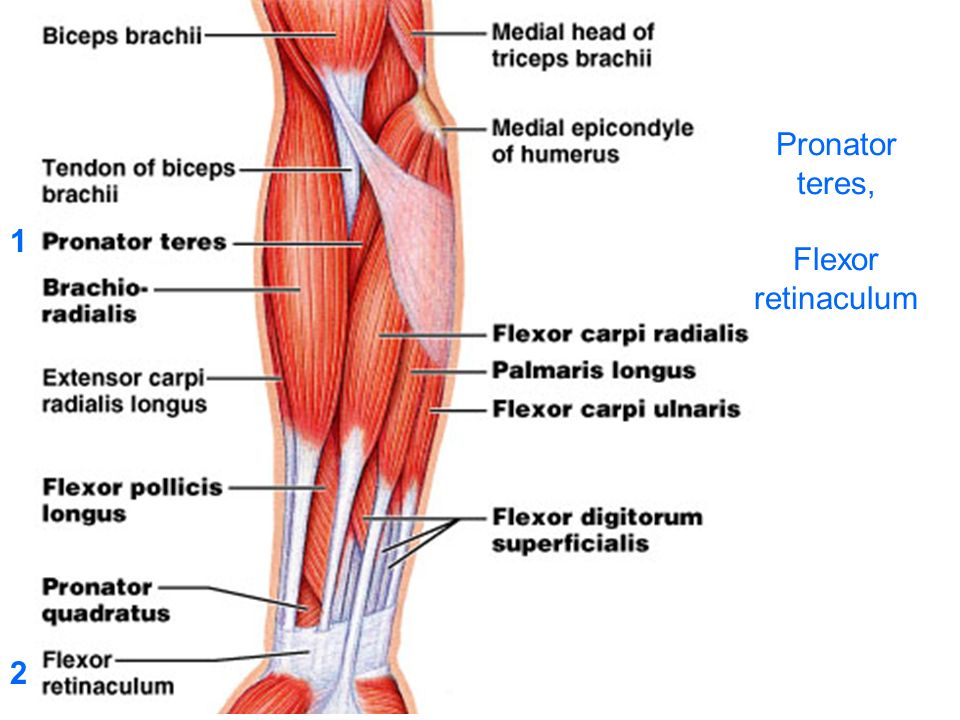 Biceps brachii
Tendon of biceps
brachii
1 Pronator teres
Brachio-
radialis
Extensor carpi
radialis longus
Flexor pollicis
longus
Pronator
quadratus
2 Flexor
retinaculum
Medial head of
triceps brachii
Medial epicondyle
of humerus
Flexor carpi radialis
Palmaris longus
Flexor carpi ulnaris
Flexor digitorum
superficialis
Pronator
teres,
Flexor
retinaculum